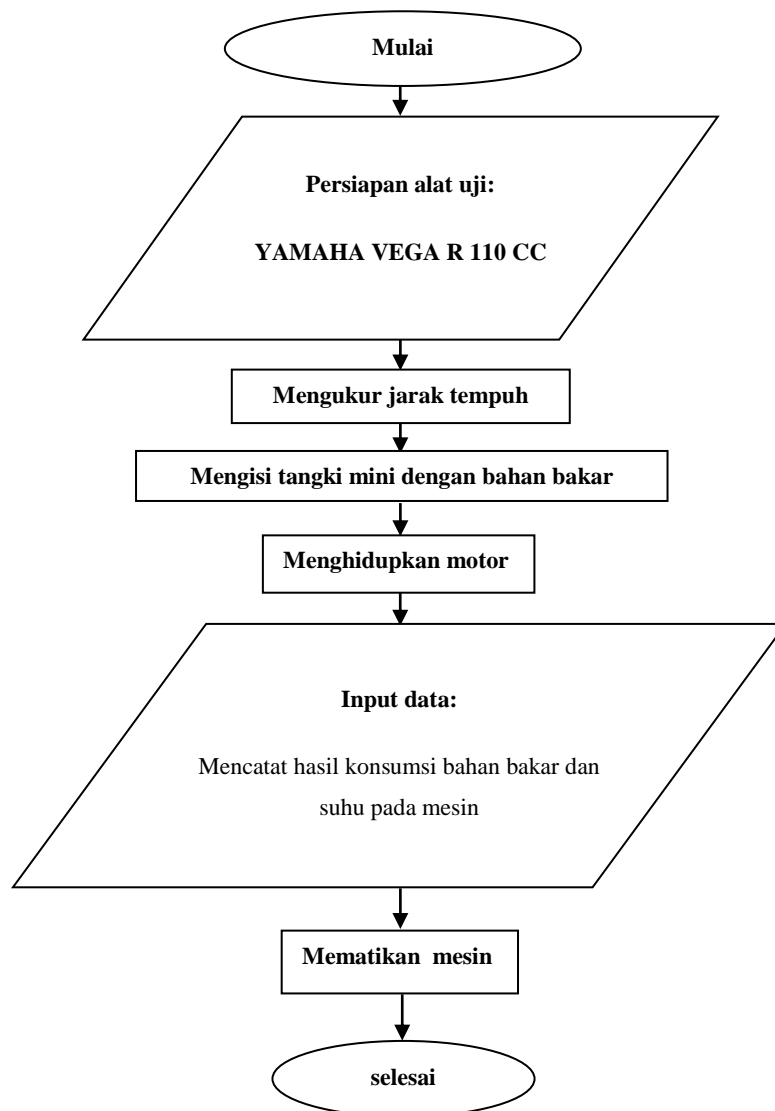 Mulai
Persiapan alat uji:
YAMAHA VEGA R 110 CC
Mengukur jarak tempuh
Mengisi tangki mini dengan bahan bakar
Menghidupkan motor
Input data:
Mencatat hasil konsumsi bahan bakar dan
suhu pada mesin
Mematikan mesin
selesai